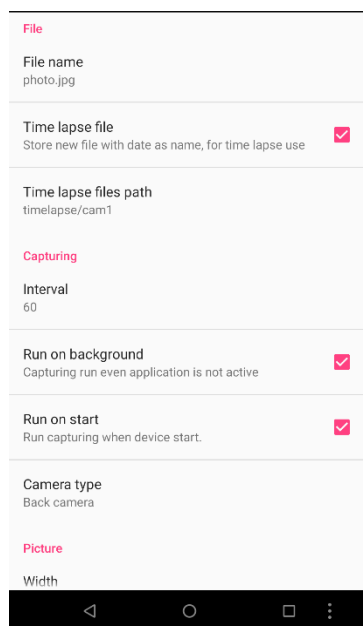 File
File name
photo.jpg
Time lapse file
Store new file with date as name, for time lapse use
Time lapse files path
timelapse/cam1
Capturing
Interval
60
Run on background
Capturing run even application is not active
Run on start
Run capturing when device start.
Camera type
Back camera
Picture
Width